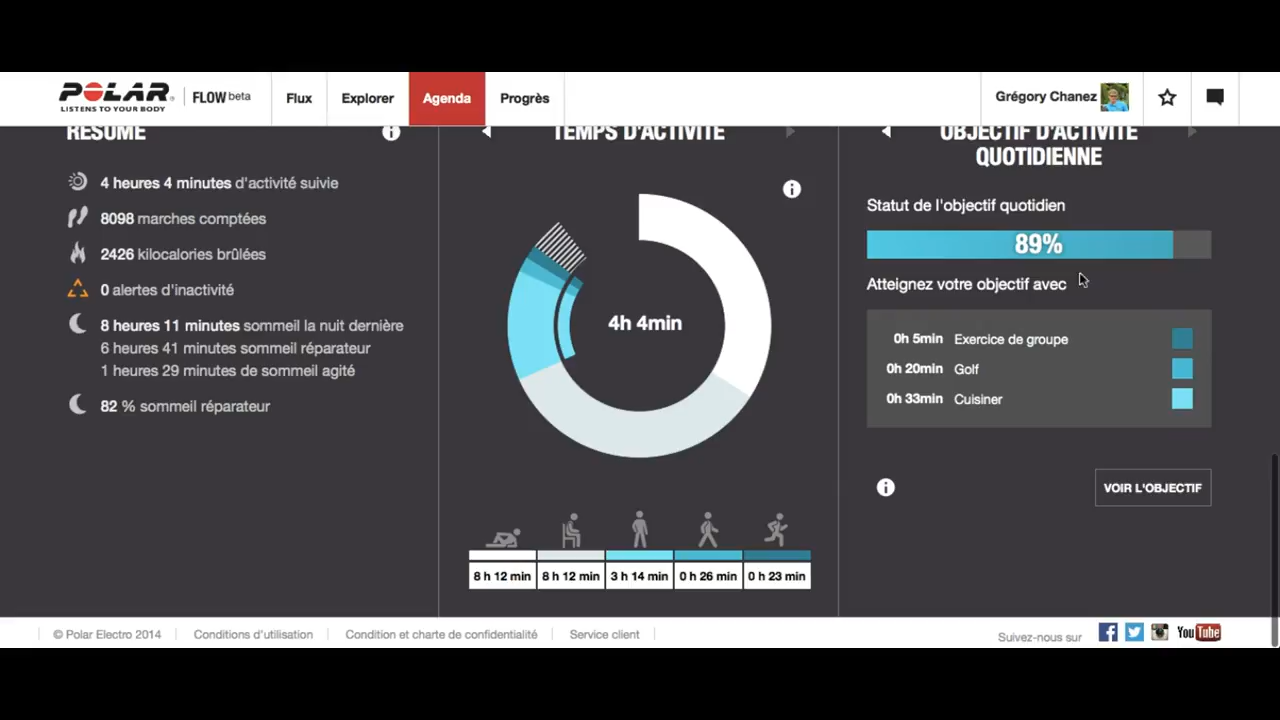 POLAR
LISTENS TO YOUR BODY
FLOW beta
Flux
Explorer
Agenda
Progrès
Grégory Chanez
RÉSUMÉ
4 heures 4 minutes d'activité suivie
8098 marches comptées
2426 kilocalories brûlées
0 alertes d'inactivité
8 heures 11 minutes sommeil la nuit dernière
6 heures 41 minutes sommeil réparateur
1 heures 29 minutes de sommeil agité
82 % sommeil réparateur
TEMPS D'ACTIVITÉ
4h 4min
8 h 12 min
8 h 12 min
3 h 14 min
0 h 26 min
0 h 23 min
OBJECTIF D'ACTIVITÉ
QUOTIDIENNE
Statut de l'objectif quotidien
89%
Atteignez votre objectif avec
0h 5min Exercice de groupe
0h 20min Golf
0h 33min Cuisiner
VOIR L'OBJECTIF
© Polar Electro 2014
Conditions d'utilisation
Condition et charte de confidentialité
Service client
Suivez-nous sur
YouTube